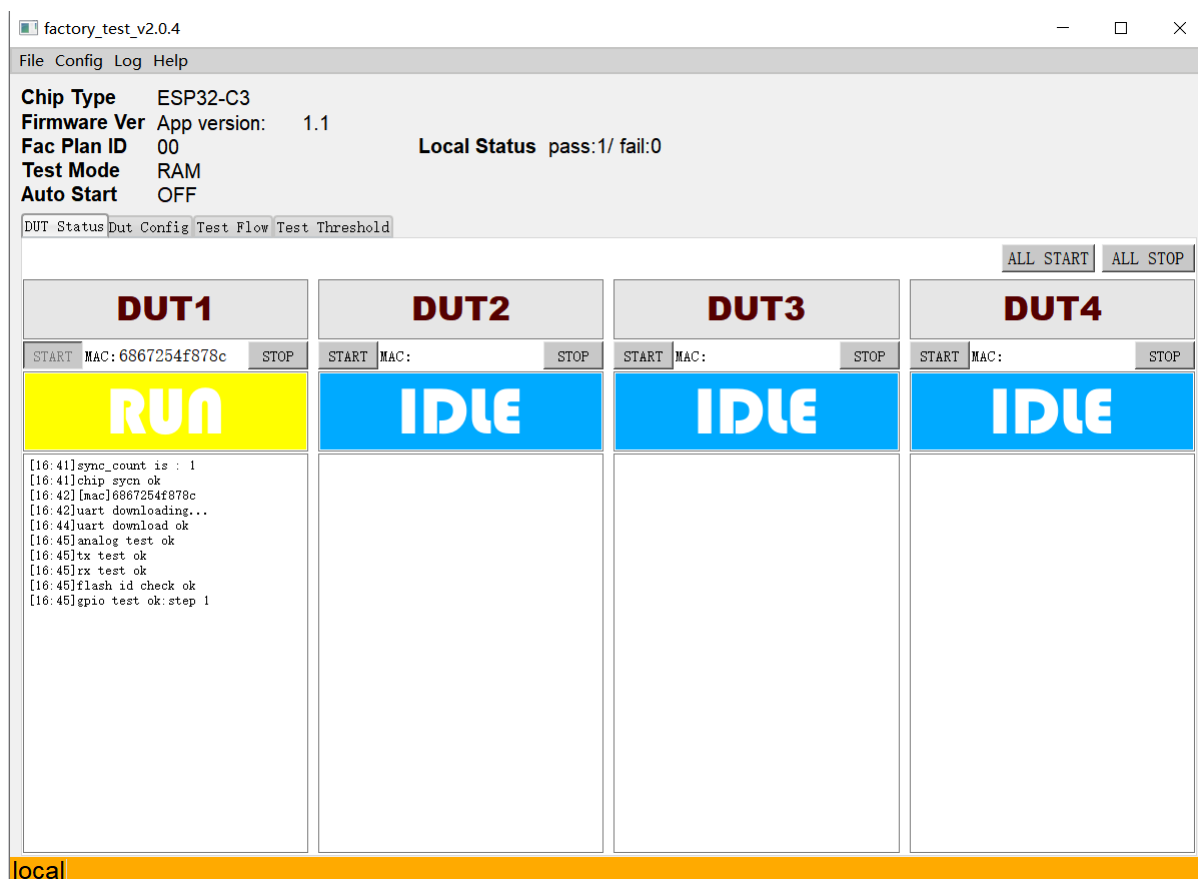 factory_test_v2.0.4
File Config Log Help
Chip Type ESP32-C3
Firmware Ver App version: 1.1
Fac Plan ID 00 Local Status pass:1/ fail:0
Test Mode RAM
Auto Start OFF
DUT Status Dut Config Test Flow Test Threshold
ALL START ALL STOP
DUT1 DUT2 DUT3 DUT4
START MAC:6867254f878c STOP START MAC: STOP START MAC: STOP START MAC: STOP
RUN IDLE IDLE IDLE
[16:41]sync_count is : 1
[16:41]chip sycn ok
[16:42][mac]6867254f878c
[16:42]uart downloading...
[16:44]uart download ok
[16:45]analog test ok
[16:45]tx test ok
[16:45]rx test ok
[16:45]flash id check ok
[16:45]gpio test ok:step 1
local